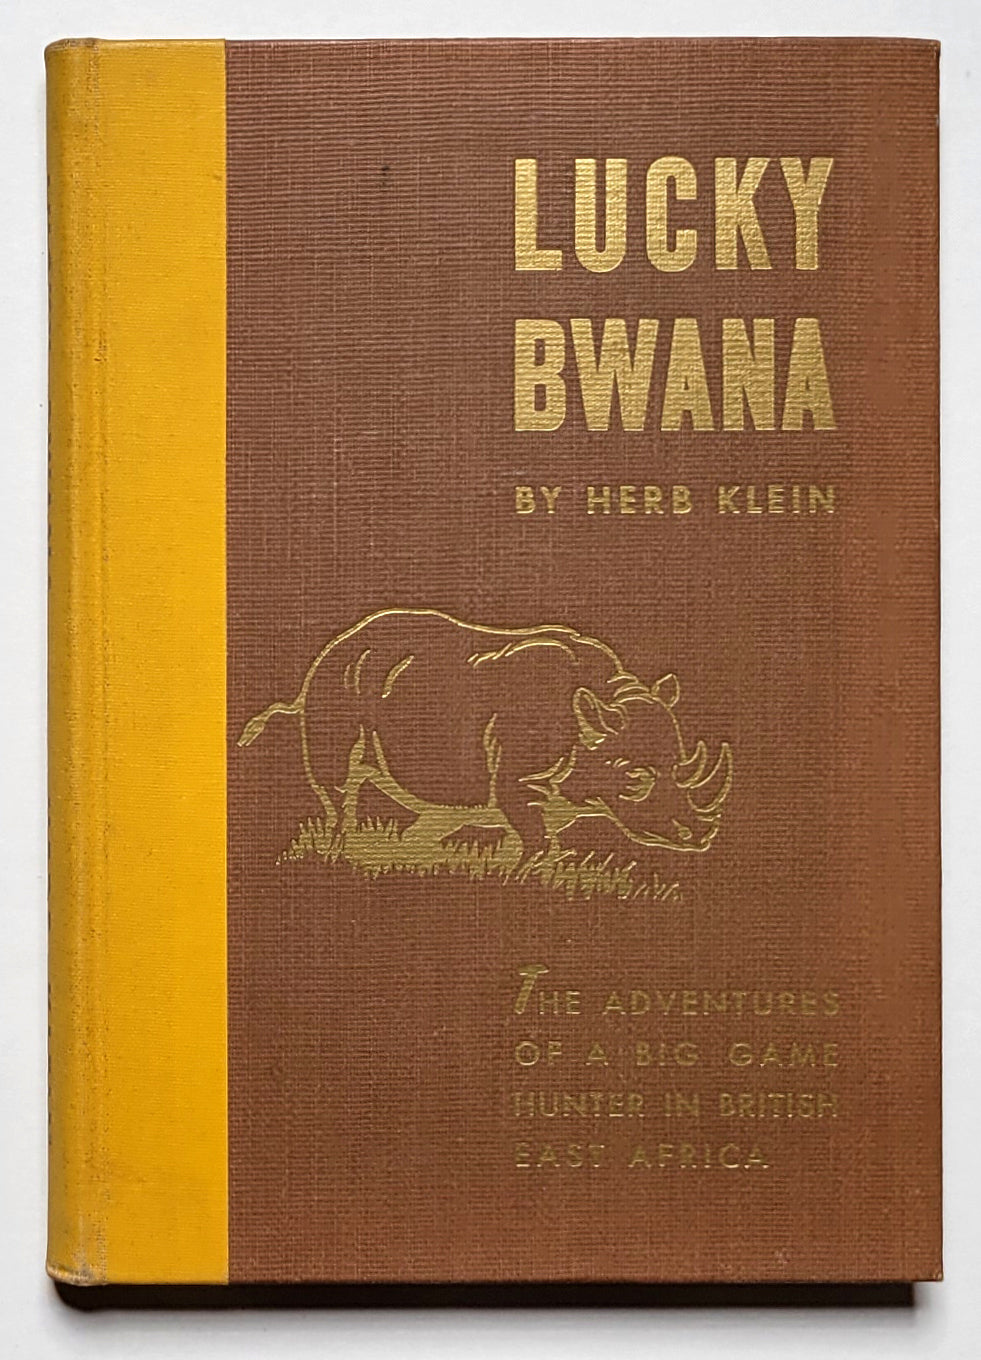 LUCKY
BWANA
BY HERB KLEIN
THE ADVENTURES
OF A BIG GAME
HUNTER IN BRITISH
EAST AFRICA